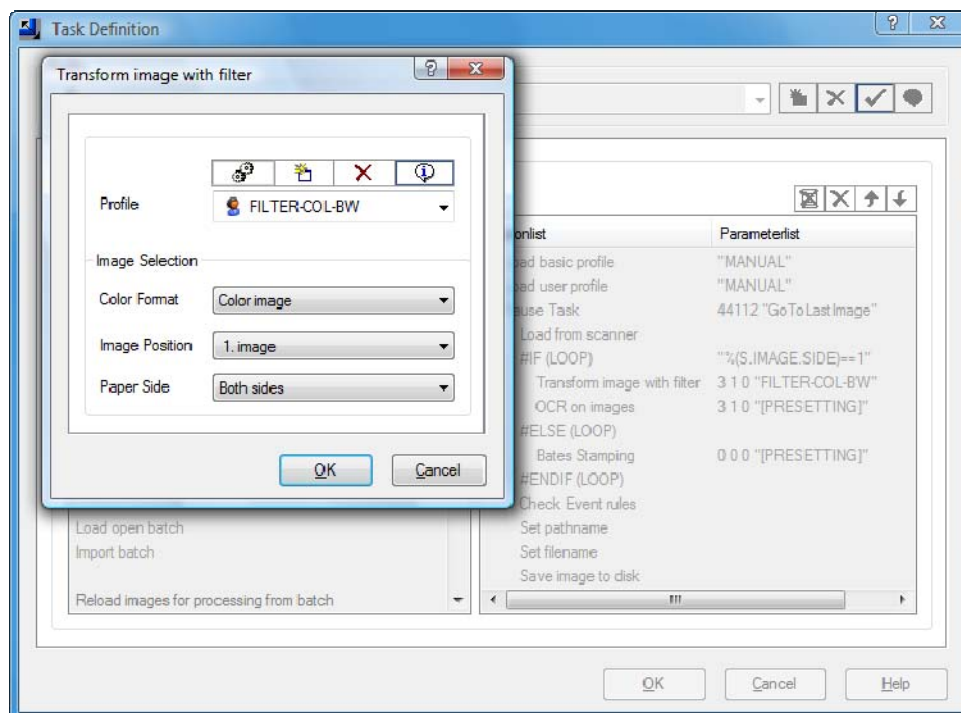 Task Definition
Transform image with filter
Profile
FILTER-COL-BW
Image Selection
Color Format
Color image
Image Position
1. image
Paper Side
Both sides
OK
Cancel
onlist Parameterlist
ad basic profile "MANUAL"
ad user profile "MANUAL"
use Task 44112 "GoToLastImage"
Load from scanner
#IF (LOOP) "%(S.IMAGE.SIDE)==1"
Transform image with filter 3 1 0 "FILTER-COL-BW"
OCR on images 3 1 0 "[PRESETTING]"
#ELSE (LOOP)
Bates Stamping 0 0 0 "[PRESETTING]"
#ENDIF (LOOP)
Check Event rules
Set pathname
Set filename
Save image to disk
Load open batch
Import batch
Reload images for processing from batch
OK
Cancel
Help